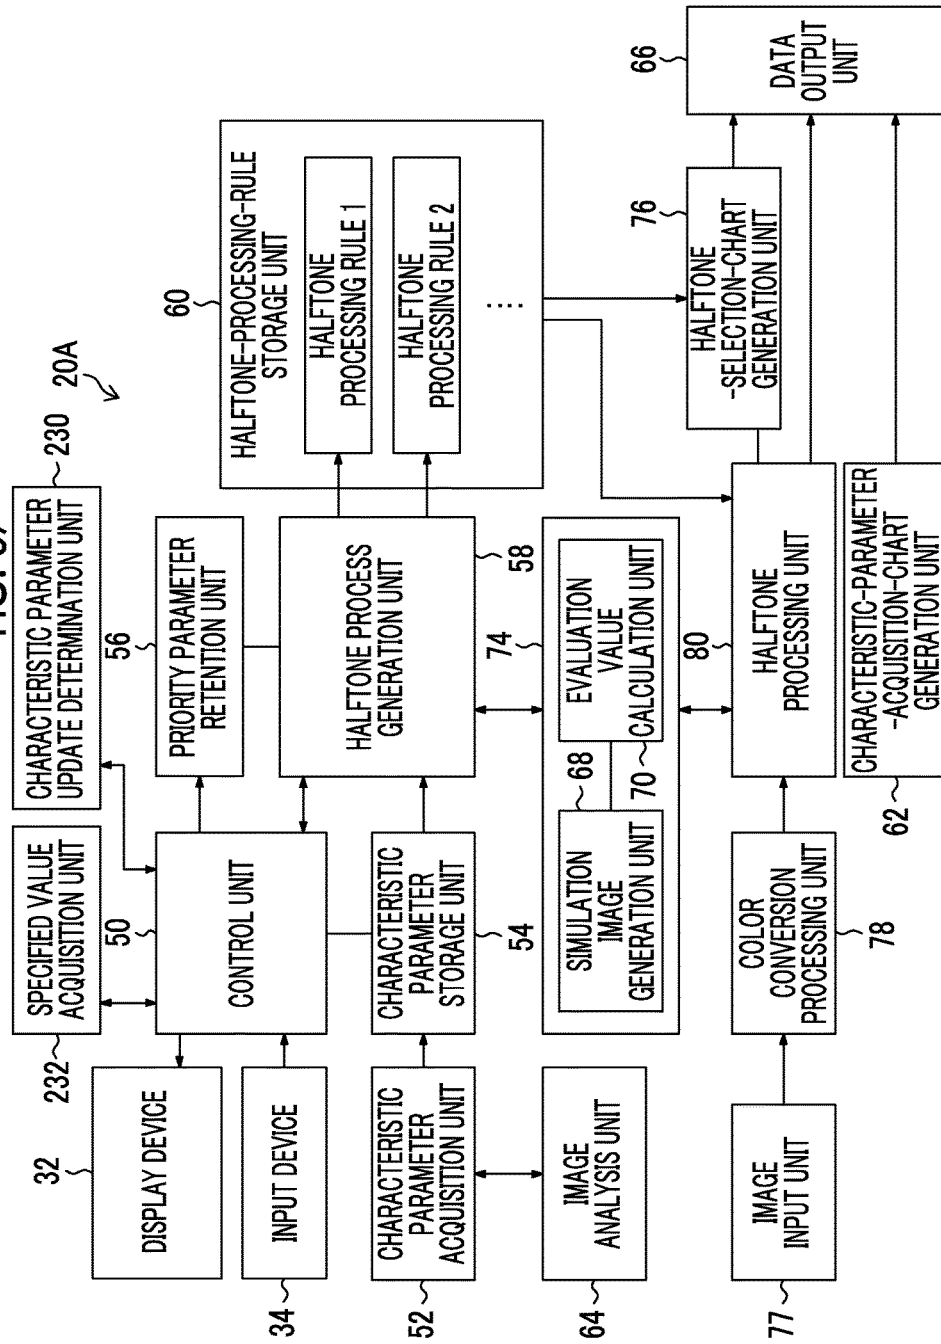 20A
232
SPECIFIED VALUE
ACQUISITION UNIT
CHARACTERISTIC PARAMETER
UPDATE DETERMINATION UNIT
230
32
DISPLAY DEVICE
50
CONTROL UNIT
56
PRIORITY PARAMETER
RETENTION UNIT
60
HALFTONE-PROCESSING-RULE
STORAGE UNIT
HALFTONE
PROCESSING RULE 1
HALFTONE
PROCESSING RULE 2
...
34
INPUT DEVICE
HALFTONE PROCESS
GENERATION UNIT
58
52
CHARACTERISTIC
PARAMETER
ACQUISITION UNIT
CHARACTERISTIC
PARAMETER
STORAGE UNIT
54
74
64
IMAGE
ANALYSIS UNIT
SIMULATION
IMAGE
GENERATION UNIT
68
EVALUATION
VALUE
CALCULATION UNIT
70
76
HALFTONE
-SELECTION-CHART
GENERATION UNIT
66
DATA
OUTPUT
UNIT
77
IMAGE
INPUT UNIT
COLOR
CONVERSION
PROCESSING UNIT
78
80
HALFTONE
PROCESSING UNIT
62
CHARACTERISTIC-PARAMETER
-ACQUISITION-CHART
GENERATION UNIT